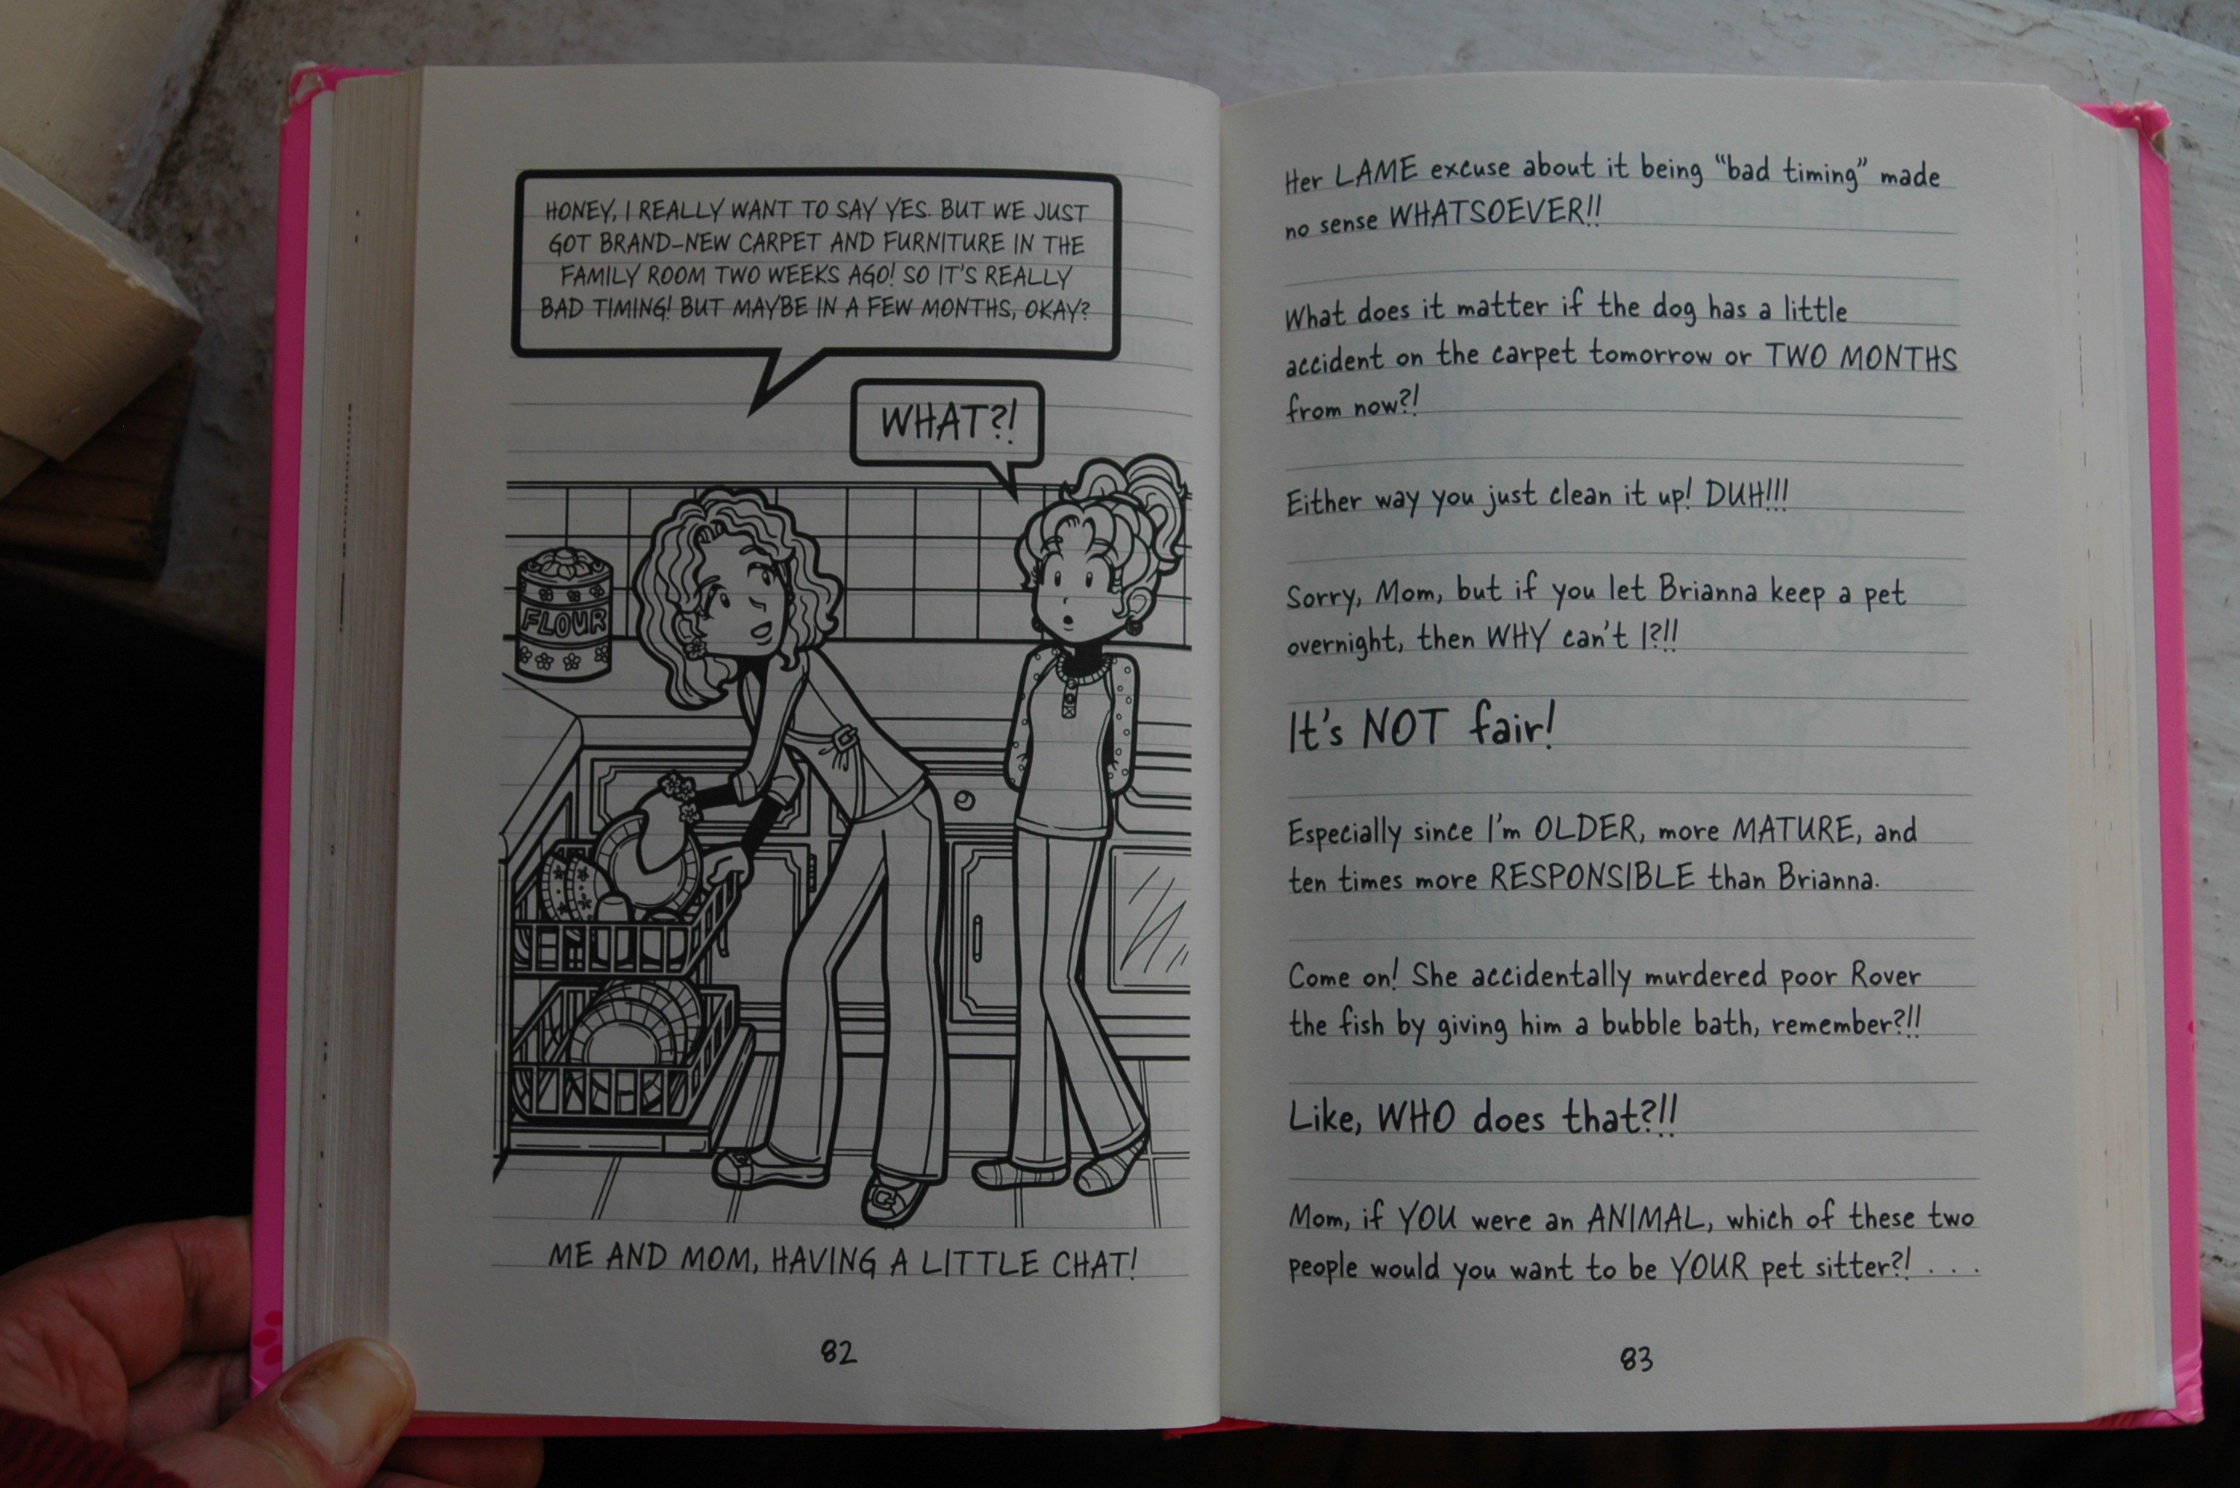 HONEY, I REALLY WANT TO SAY YES. BUT WE JUST
GOT BRAND-NEW CARPET AND FURNITURE IN THE
FAMILY ROOM TWO WEEKS AGO! SO IT'S REALLY
BAD TIMING! BUT MAYBE IN A FEW MONTHS, OKAY?
WHAT?!
FLOUR
ME AND MOM, HAVING A LITTLE CHAT!
82
Her LAME excuse about it being "bad timing" made
no sense WHATSOEVER!!
What does it matter if the dog has a little
accident on the carpet tomorrow or TWO MONTHS
from now?!
Either way you just clean it up! DUH!!!
Sorry, Mom, but if you let Brianna keep a pet
overnight, then WHY can't I?!!
It's NOT fair!
Especially since I'm OLDER, more MATURE, and
ten times more RESPONSIBLE than Brianna.
Come on! She accidentally murdered poor Rover
the fish by giving him a bubble bath, remember?!!
Like, WHO does that?!!
Mom, if YOU were an ANIMAL, which of these two
people would you want to be YOUR pet sitter?! . . . .
83